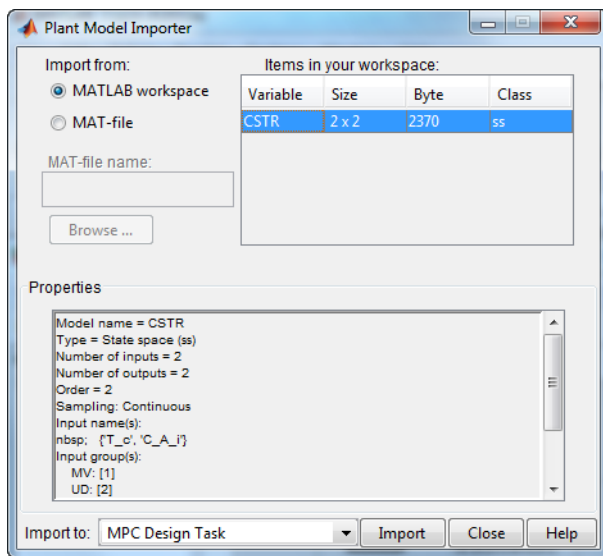 Plant Model Importer
Import from:
MATLAB workspace
MAT-file
MAT-file name:
Browse ...
Items in your workspace:
Variable Size Byte Class
CSTR 2 x 2 2370 ss
Properties
Model name = CSTR
Type = State space (ss)
Number of inputs = 2
Number of outputs = 2
Order = 2
Sampling: Continuous
Input name(s):
nbsp; {'T_c', 'C_A_i'}
Input group(s):
MV: [1]
UD: [2]
Import to: MPC Design Task Import Close Help